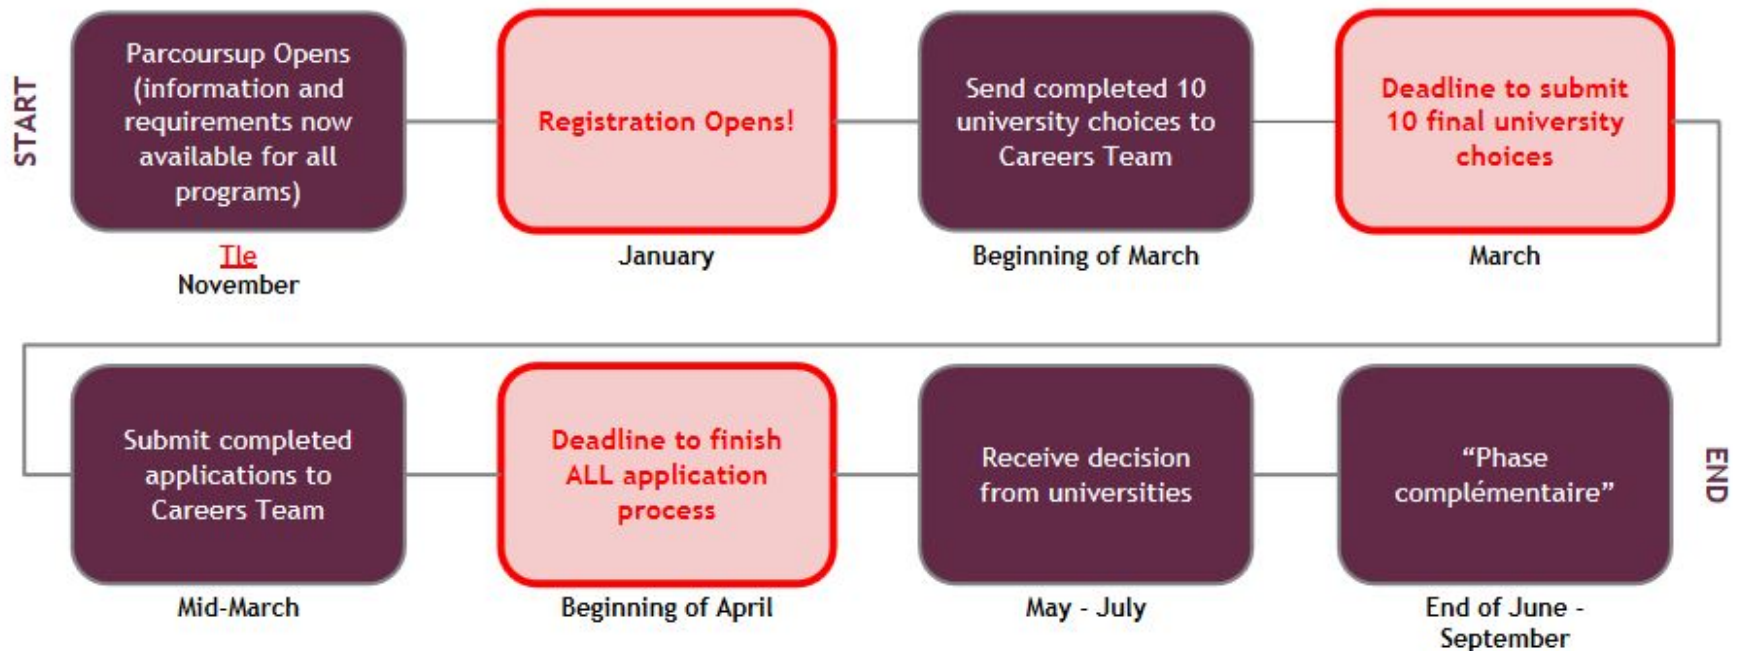 START
Parcoursup Opens
(information and
requirements now
available for all
programs)
Tle
November
Registration Opens!
January
Send completed 10
university choices to
Careers Team
Beginning of March
Deadline to submit
10 final university
choices
March
Submit completed
applications to
Careers Team
Mid-March
Deadline to finish
ALL application
process
Beginning of April
Receive decision
from universities
May - July
“Phase
complémentaire”
End of June -
September
END